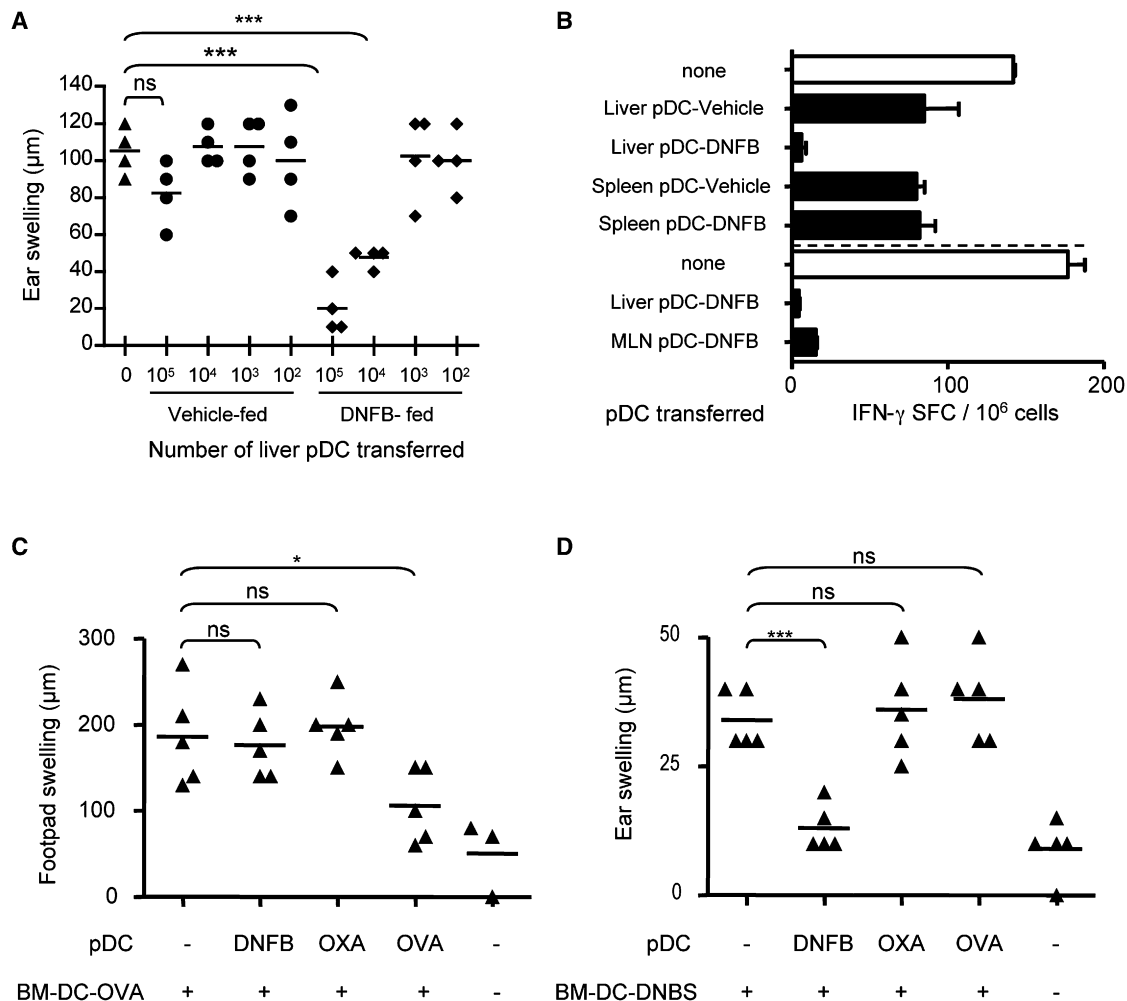 A
***
***
ns
140
120
100
80
60
40
20
0
Ear swelling (µm)
0 10⁵ 10⁴ 10³ 10² 10⁵ 10⁴ 10³ 10²
Vehicle-fed DNFB- fed
Number of liver pDC transferred
B
none
Liver pDC-Vehicle
Liver pDC-DNFB
Spleen pDC-Vehicle
Spleen pDC-DNFB
none
Liver pDC-DNFB
MLN pDC-DNFB
0 100 200
pDC transferred IFN-γ SFC / 10⁶ cells
C
*
ns
ns
300
200
100
0
Footpad swelling (µm)
pDC - DNFB OXA OVA -
BM-DC-OVA + + + + -
D
ns
ns
***
50
25
0
Ear swelling (µm)
pDC - DNFB OXA OVA -
BM-DC-DNBS + + + + -